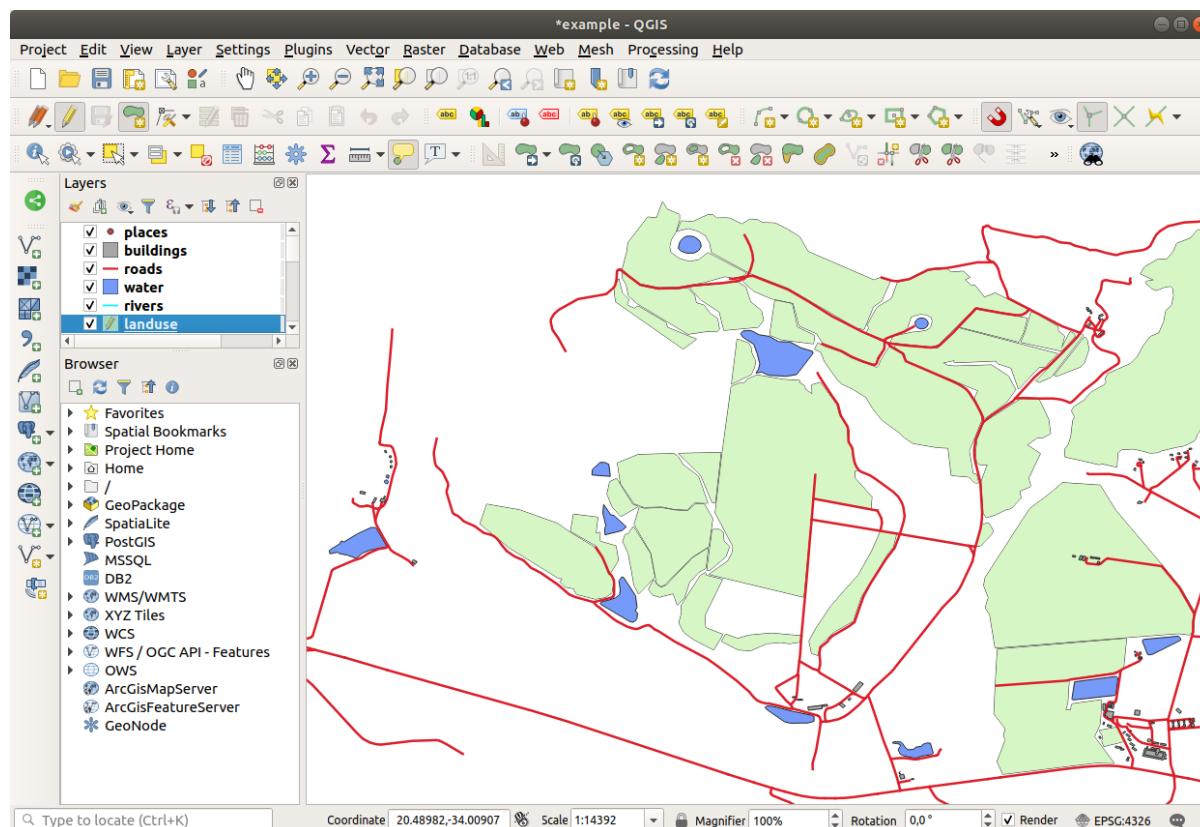 *example - QGIS
Project Edit View Layer Settings Plugins Vector Raster Database Web Mesh Processing Help
Layers
places
buildings
roads
water
rivers
landuse
Browser
Favorites
Spatial Bookmarks
Project Home
Home
/
GeoPackage
SpatiaLite
PostGIS
MSSQL
DB2
WMS/WMTS
XYZ Tiles
WCS
WFS / OGC API - Features
OWS
ArcGisMapServer
ArcGisFeatureServer
GeoNode
Type to locate (Ctrl+K) Coordinate 20.48982,-34.00907 Scale 1:14392 Magnifier 100% Rotation 0,0° Render EPSG:4326